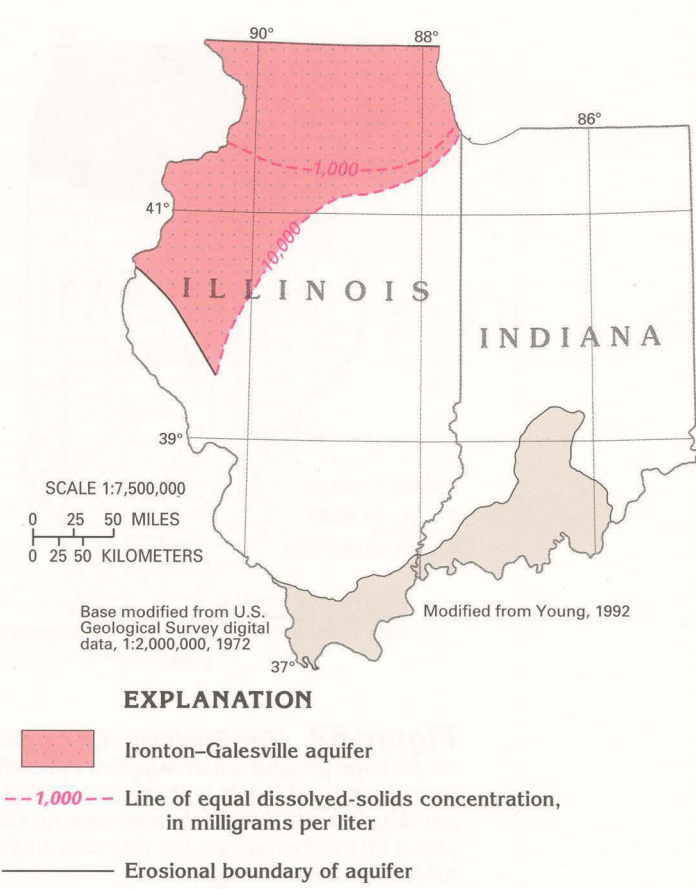 90°
88°
86°
1,000
41°
10,000
ILLINOIS
INDIANA
39°
SCALE 1:7,500,000
0 25 50 MILES
0 25 50 KILOMETERS
Base modified from U.S.
Geological Survey digital
data, 1:2,000,000, 1972
Modified from Young, 1992
37°
EXPLANATION
Ironton–Galesville aquifer
1,000
Line of equal dissolved-solids concentration,
in milligrams per liter
Erosional boundary of aquifer